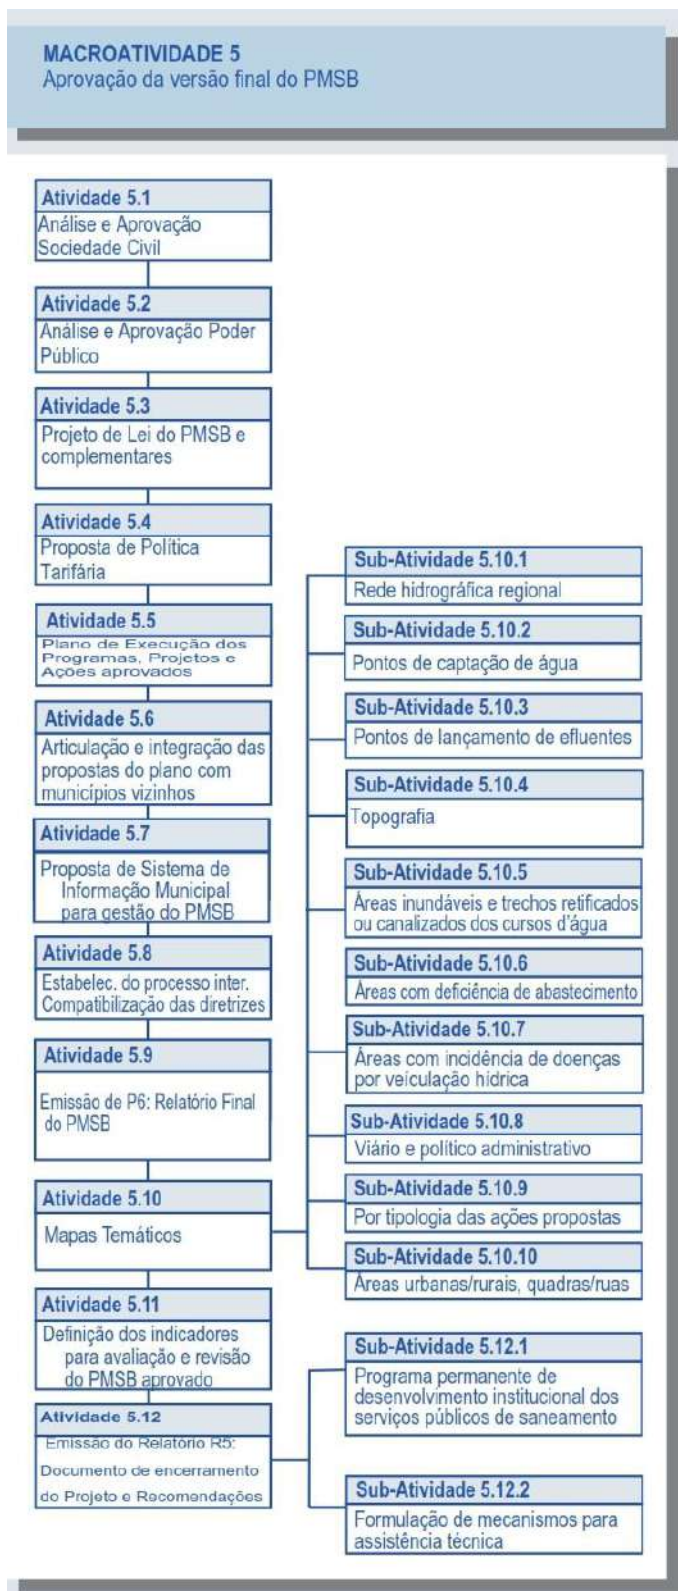 MACROATIVIDADE 5
Aprovação da versão final do PMSB
Atividade 5.1
Análise e Aprovação
Sociedade Civil
Atividade 5.2
Análise e Aprovação Poder
Público
Atividade 5.3
Projeto de Lei do PMSB e
complementares
Atividade 5.4
Proposta de Política
Tarifária
Atividade 5.5
Plano de Execução dos
Programas, Projetos e
Ações aprovados
Atividade 5.6
Articulação e integração das
propostas do plano com
municípios vizinhos
Atividade 5.7
Proposta de Sistema de
Informação Municipal
para gestão do PMSB
Atividade 5.8
Estabelec. do processo inter.
Compatibilização das diretrizes
Atividade 5.9
Emissão de P6: Relatório Final
do PMSB
Atividade 5.10
Mapas Temáticos
Atividade 5.11
Definição dos indicadores
para avaliação e revisão
do PMSB aprovado
Atividade 5.12
Emissão do Relatório R5:
Documento de encerramento
do Projeto e Recomendações
Sub-Atividade 5.10.1
Rede hidrográfica regional
Sub-Atividade 5.10.2
Pontos de captação de água
Sub-Atividade 5.10.3
Pontos de lançamento de efluentes
Sub-Atividade 5.10.4
Topografia
Sub-Atividade 5.10.5
Áreas inundáveis e trechos retificados
ou canalizados dos cursos d'água
Sub-Atividade 5.10.6
Áreas com deficiência de abastecimento
Sub-Atividade 5.10.7
Áreas com incidência de doenças
por veículação hídrica
Sub-Atividade 5.10.8
Viário e político administrativo
Sub-Atividade 5.10.9
Por tipologia das ações propostas
Sub-Atividade 5.10.10
Áreas urbanas/rurais, quadras/ruas
Sub-Atividade 5.12.1
Programa permanente de
desenvolvimento institucional dos
serviços públicos de saneamento
Sub-Atividade 5.12.2
Formulação de mecanismos para
assistência técnica